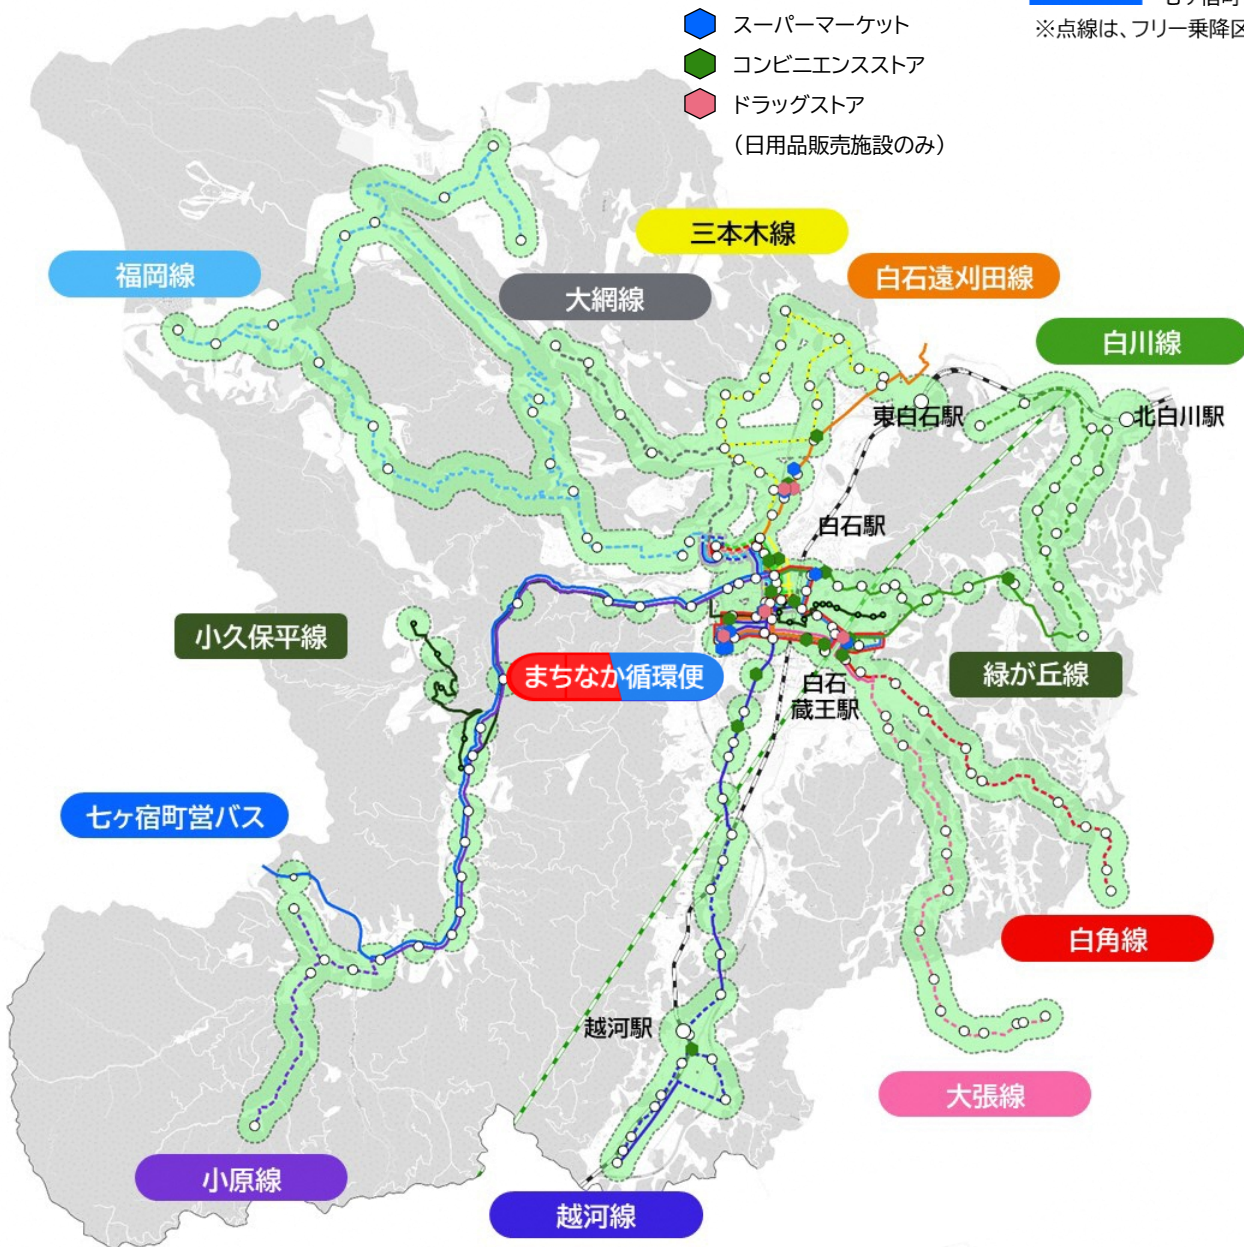 スーパーマーケット
※点線は、フリー乗降区
コンビニエンスストア
ドラッグストア
（日用品販売施設のみ）
三本木線
福岡線
白石遠刈田線
大網線
白川線
東白石駅
北白川駅
白石駅
小久保平線
まちなか循環便
緑が丘線
白石
蔵王駅
七ヶ宿町営バス
白角線
越河駅
大張線
小原線
越河線